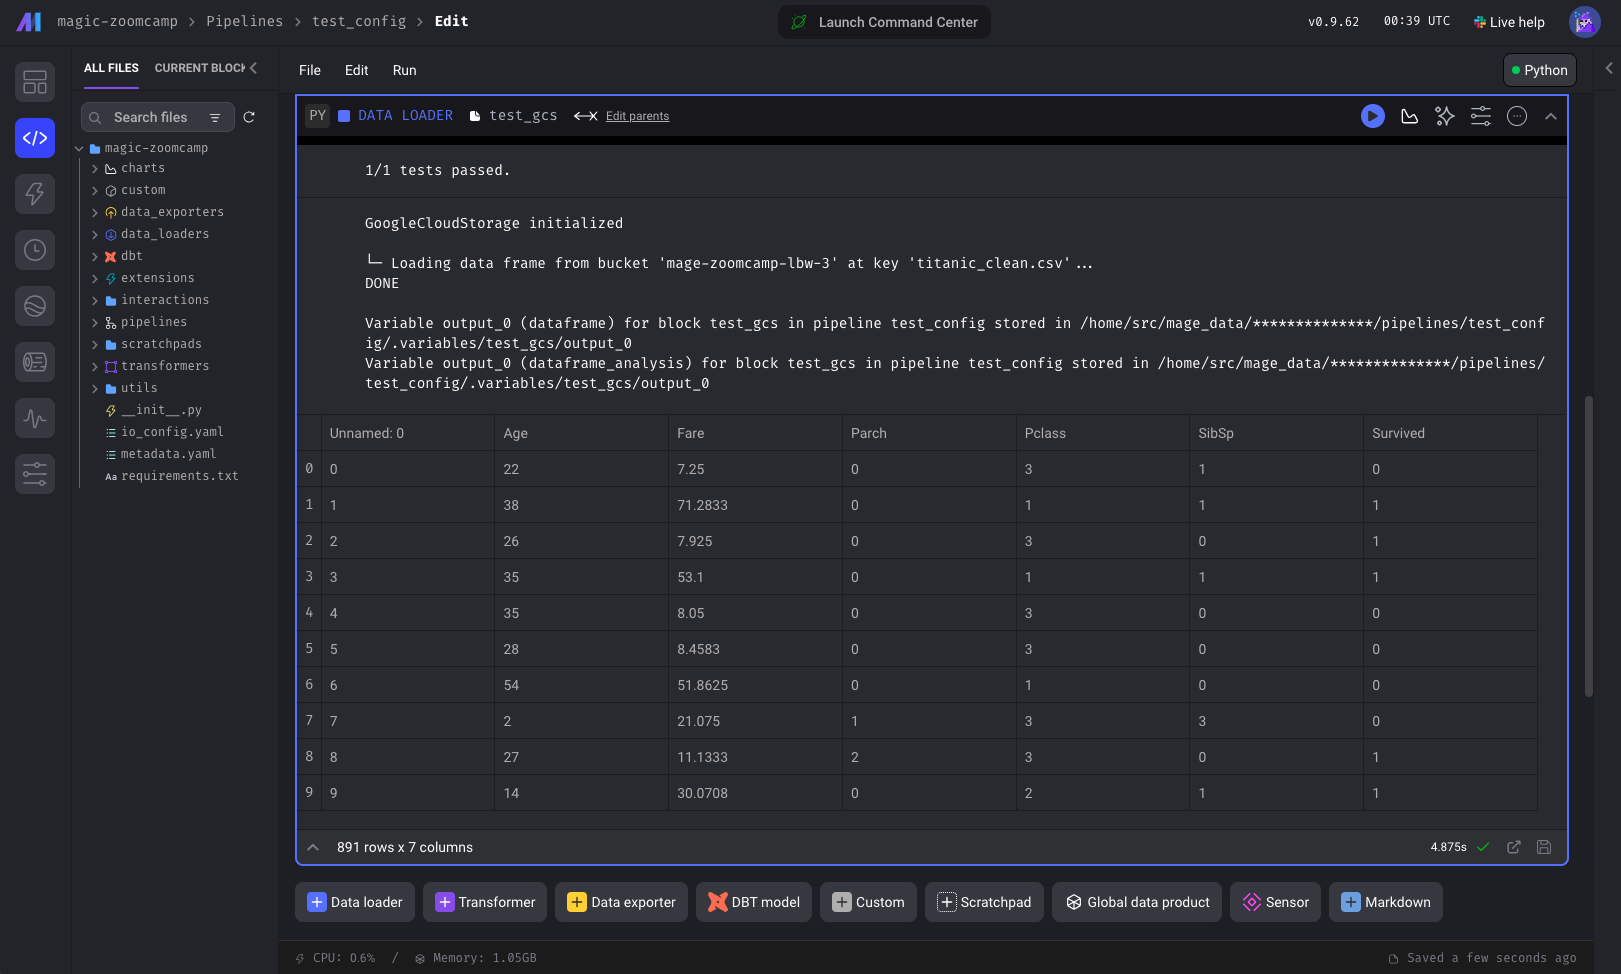 magic-zoomcamp > Pipelines > test_config > Edit
Launch Command Center
v0.9.62 00:39 UTC Live help
ALL FILES CURRENT BLOCK
File Edit Run
Python
Search files
magic-zoomcamp
charts
custom
data_exporters
data_loaders
dbt
extensions
interactions
pipelines
scratchpads
transformers
utils
__init__.py
io_config.yaml
metadata.yaml
Aa requirements.txt
PY DATA LOADER test_gcs Edit parents
1/1 tests passed.
GoogleCloudStorage initialized
└─ Loading data frame from bucket 'mage-zoomcamp-lbw-3' at key 'titanic_clean.csv'...
DONE
Variable output_0 (dataframe) for block test_gcs in pipeline test_config stored in /home/src/mage_data/**************/pipelines/test_conf
ig/.variables/test_gcs/output_0
Variable output_0 (dataframe_analysis) for block test_gcs in pipeline test_config stored in /home/src/mage_data/**************/pipelines/
test_config/.variables/test_gcs/output_0
Unnamed: 0 Age Fare Parch Pclass SibSp Survived
0 0 22 7.25 0 3 1 0
1 1 38 71.2833 0 1 1 1
2 2 26 7.925 0 3 0 1
3 3 35 53.1 0 1 1 1
4 4 35 8.05 0 3 0 0
5 5 28 8.4583 0 3 0 0
6 6 54 51.8625 0 1 0 0
7 7 2 21.075 1 3 3 0
8 8 27 11.1333 2 3 0 1
9 9 14 30.0708 0 2 1 1
891 rows x 7 columns
4.875s
Data loader Transformer Data exporter DBT model Custom Scratchpad Global data product Sensor Markdown
CPU: 0.6% / Memory: 1.05GB
Saved a few seconds ago